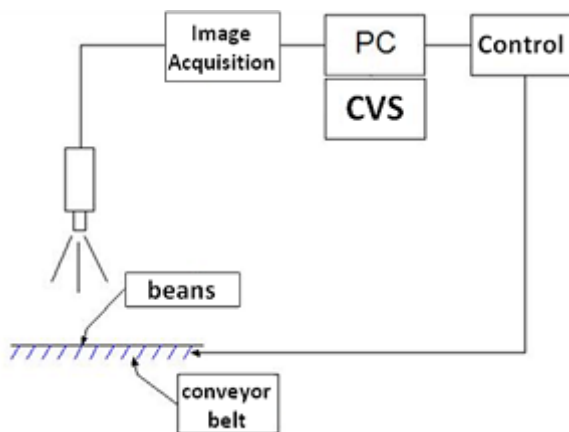 Image
Acquisition
PC
Control
CVS
beans
conveyor
belt